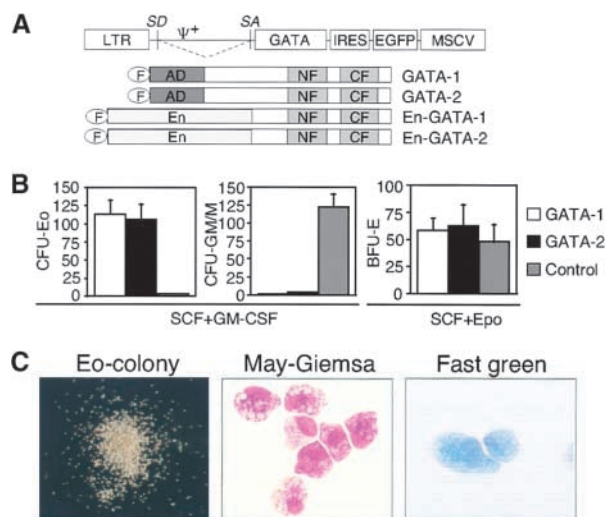 A
SD SA
Ψ+
LTR GATA IRES EGFP MSCV
F AD NF CF GATA-1
F AD NF CF GATA-2
F En NF CF En-GATA-1
F En NF CF En-GATA-2
B
CFU-Eo
150
125
100
75
50
25
0
CFU-GM/M
150
125
100
75
50
25
0
SCF+GM-CSF
BFU-E
100
75
50
25
0
SCF+Epo
GATA-1
GATA-2
Control
C
Eo-colony May-Giemsa Fast green